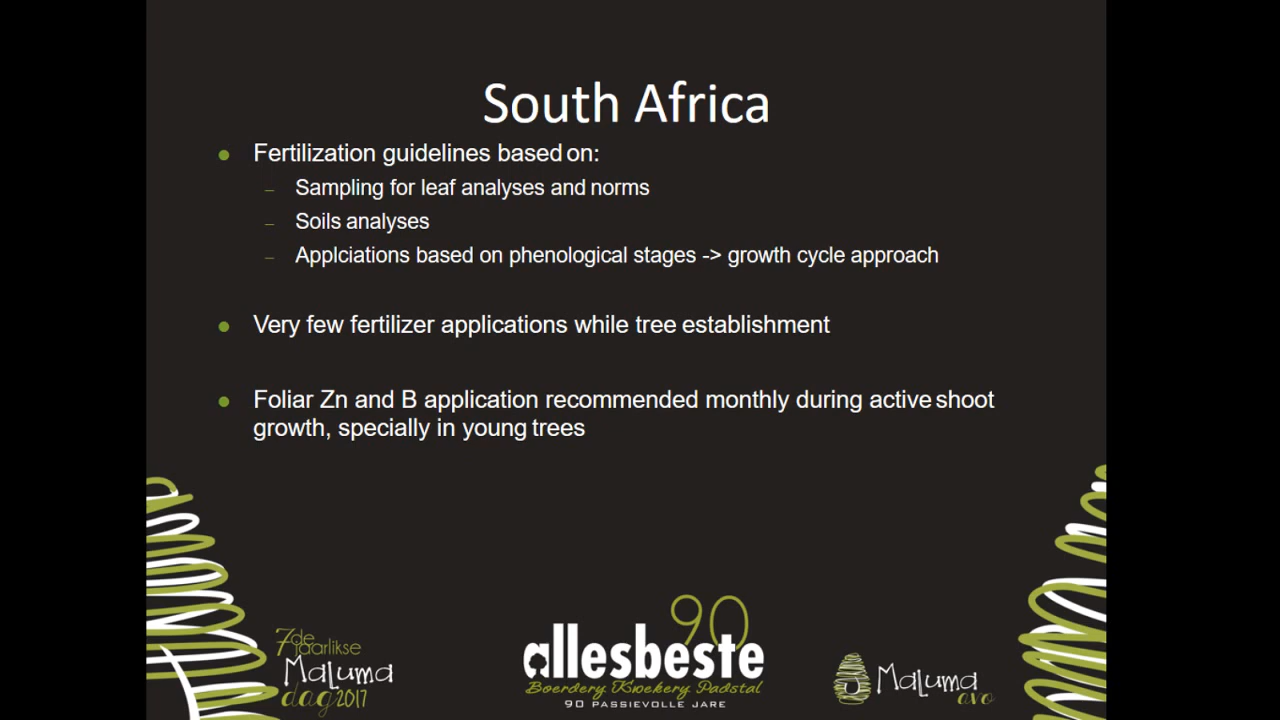 South Africa
Fertilization guidelines based on:
Sampling for leaf analyses and norms
Soils analyses
Applciations based on phenological stages -> growth cycle approach
Very few fertilizer applications while tree establishment
Foliar Zn and B application recommended monthly during active shoot
growth, specially in young trees
7de
jaarlikse
Maluma
dag 2017
90
allesbeste
Boerdery Kwekery Padstal
90 PASSIEVOLLE JARE
Maluma
avo